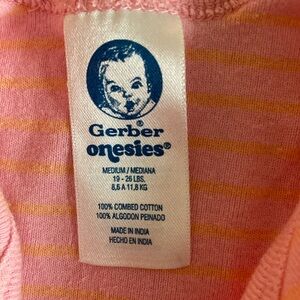 Gerber®
onesies®
MEDIUM / MEDIANA
19 - 26 LBS.
8,6 A 11,8 KG
100% COMBED COTTON
100% ALGODON PEINADO
MADE IN INDIA
HECHO EN INDIA